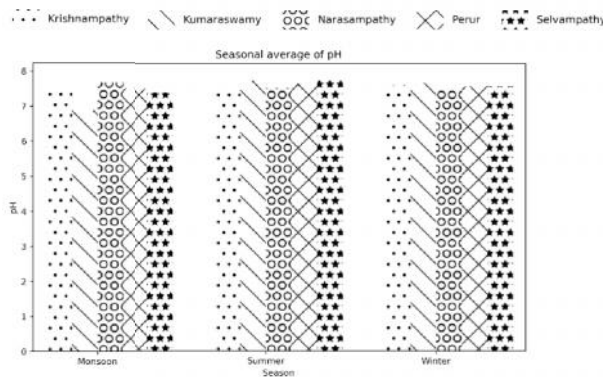 Krishnampathy Kumaraswamy Narasampathy Perur Selvampathy
Seasonal average of pH
8
7
6
5
4
3
2
1
0
pH
Monsoon Summer Winter
Season